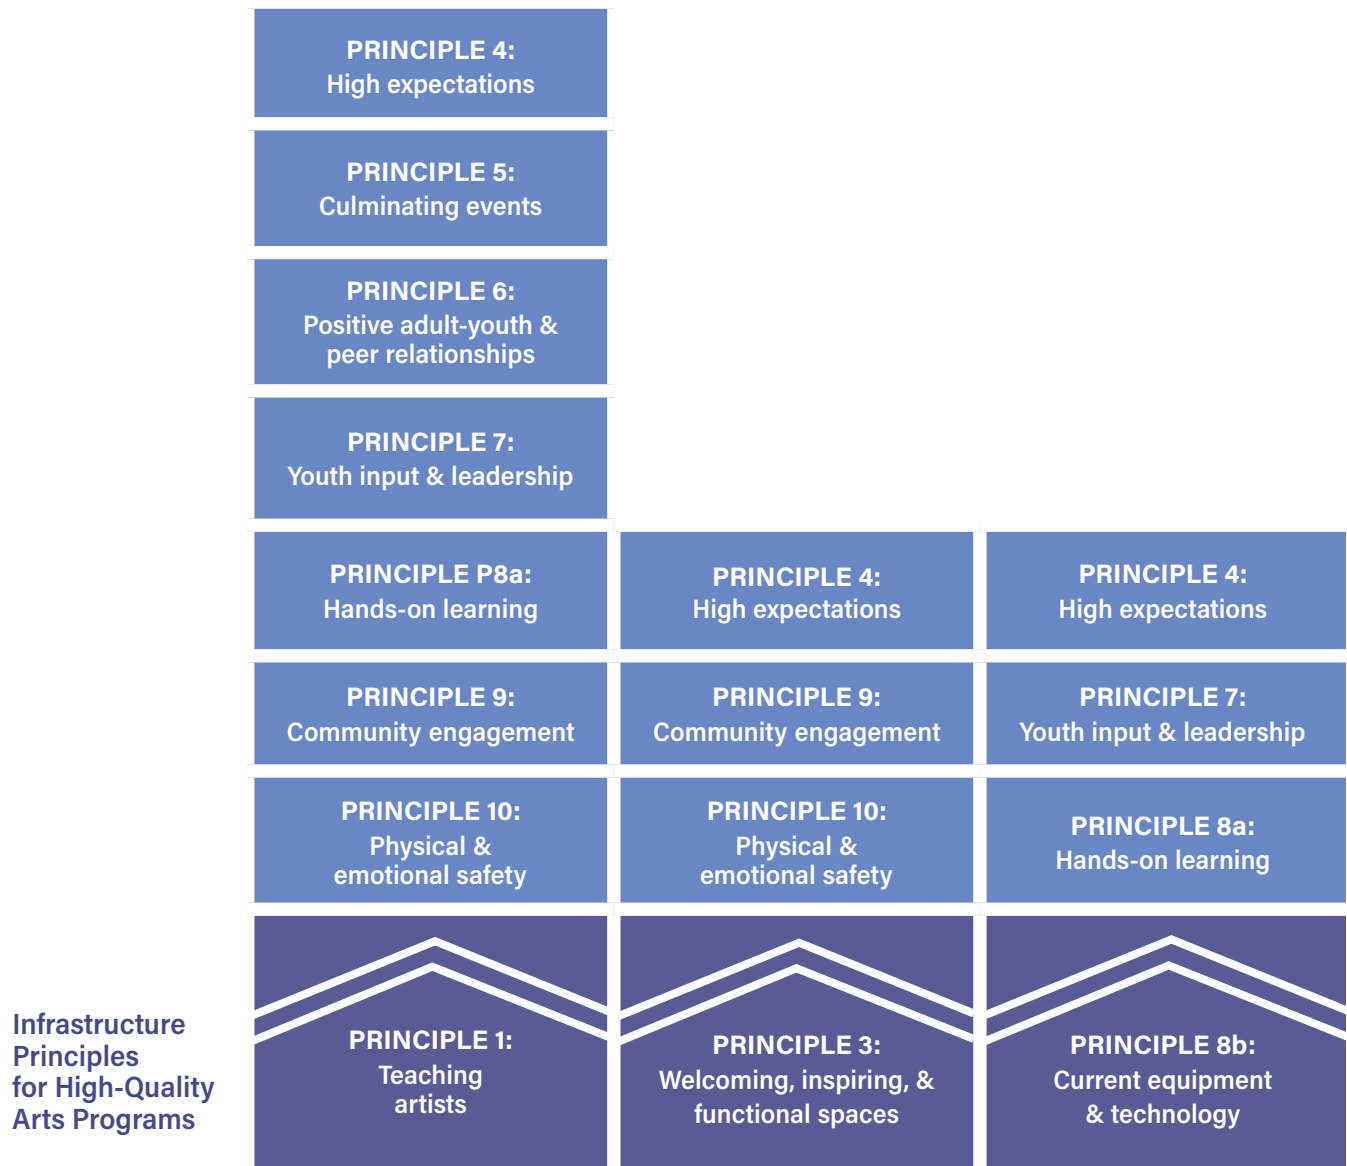 PRINCIPLE 4:
High expectations
PRINCIPLE 5:
Culminating events
PRINCIPLE 6:
Positive adult-youth &
peer relationships
PRINCIPLE 7:
Youth input & leadership
PRINCIPLE P8a:
Hands-on learning
PRINCIPLE 4:
High expectations
PRINCIPLE 4:
High expectations
PRINCIPLE 9:
Community engagement
PRINCIPLE 9:
Community engagement
PRINCIPLE 7:
Youth input & leadership
PRINCIPLE 10:
Physical &
emotional safety
PRINCIPLE 10:
Physical &
emotional safety
PRINCIPLE 8a:
Hands-on learning
Infrastructure
Principles
for High-Quality
Arts Programs
PRINCIPLE 1:
Teaching
artists
PRINCIPLE 3:
Welcoming, inspiring, &
functional spaces
PRINCIPLE 8b:
Current equipment
& technology